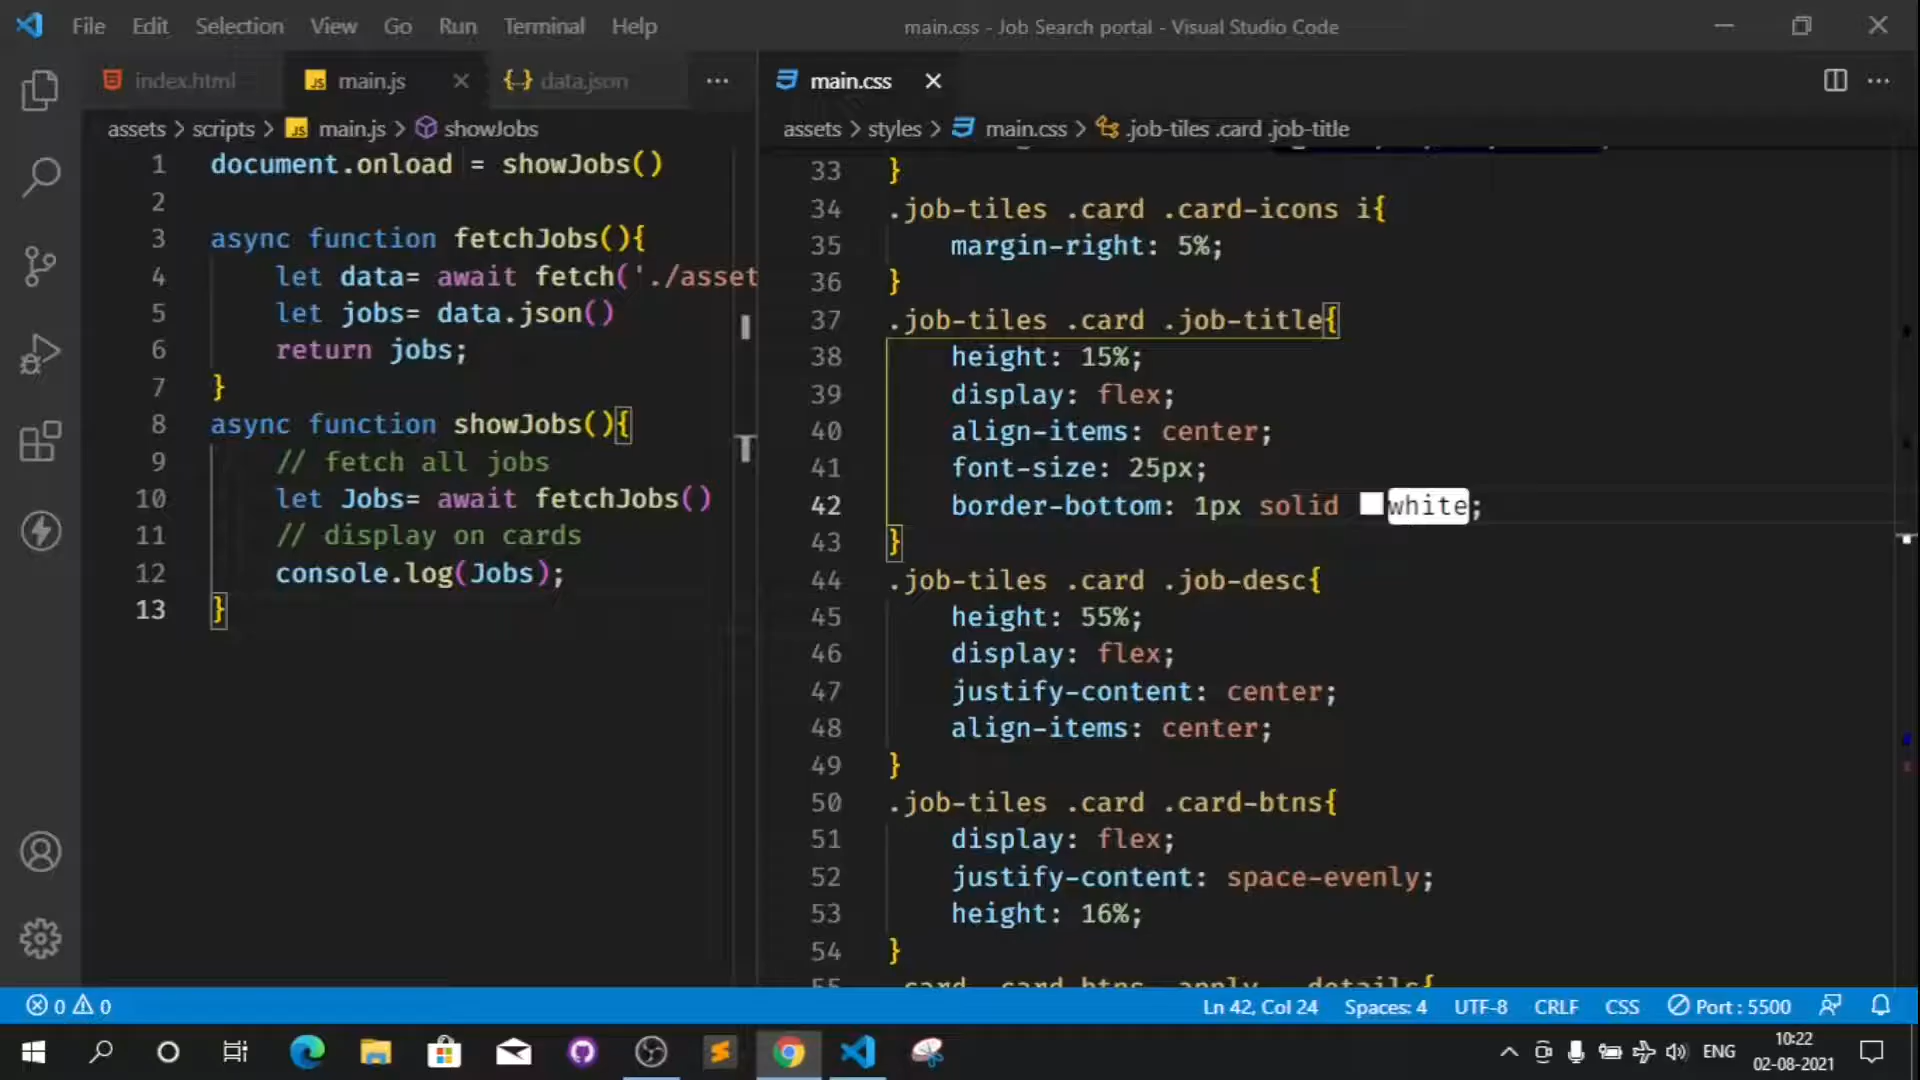 File Edit Selection View Go Run Terminal Help
main.css - Job Search portal - Visual Studio Code
index.html
JS main.js
{} data.json
···
main.css
···
assets > scripts > JS main.js > showJobs
1 document.onload = showJobs()
2
3 async function fetchJobs(){
4 let data= await fetch('./asset
5 let jobs= data.json()
6 return jobs;
7 }
8 async function showJobs(){
9 // fetch all jobs
10 let Jobs= await fetchJobs()
11 // display on cards
12 console.log(Jobs);
13 }
assets > styles > main.css > .job-tiles .card .job-title
33 }
34 .job-tiles .card .card-icons i{
35 margin-right: 5%;
36 }
37 .job-tiles .card .job-title{
38 height: 15%;
39 display: flex;
40 align-items: center;
41 font-size: 25px;
42 border-bottom: 1px solid white;
43 }
44 .job-tiles .card .job-desc{
45 height: 55%;
46 display: flex;
47 justify-content: center;
48 align-items: center;
49 }
50 .job-tiles .card .card-btns{
51 display: flex;
52 justify-content: space-evenly;
53 height: 16%;
54 }
0 0
Ln 42, Col 24 Spaces: 4 UTF-8 CRLF CSS Port : 5500
ENG
10:22
02-08-2021